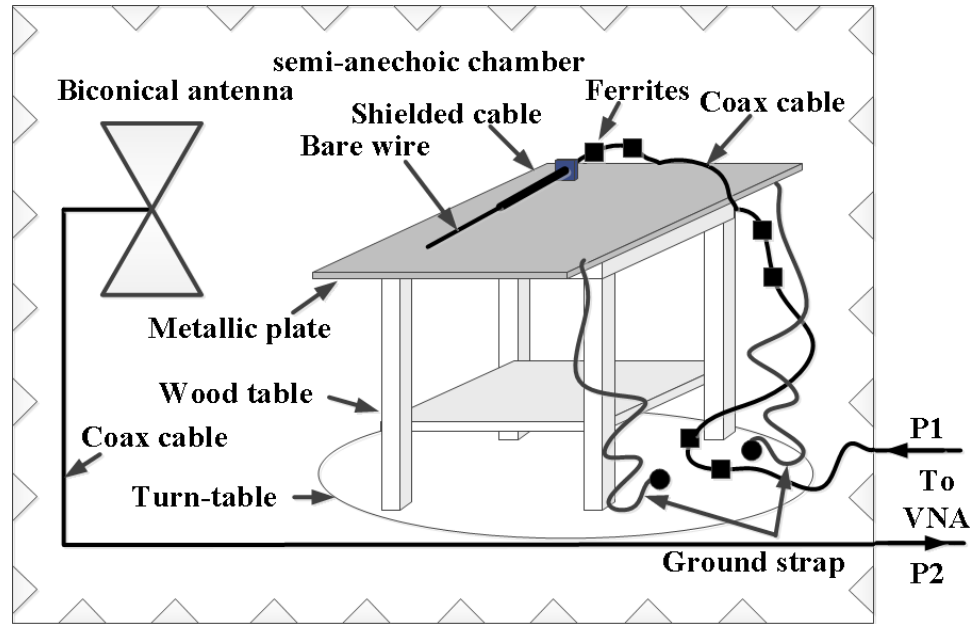 semi-anechoic chamber
Biconical antenna
Ferrites
Shielded cable
Coax cable
Bare wire
Metallic plate
Wood table
Coax cable
P1
Turn-table
To
VNA
Ground strap
P2